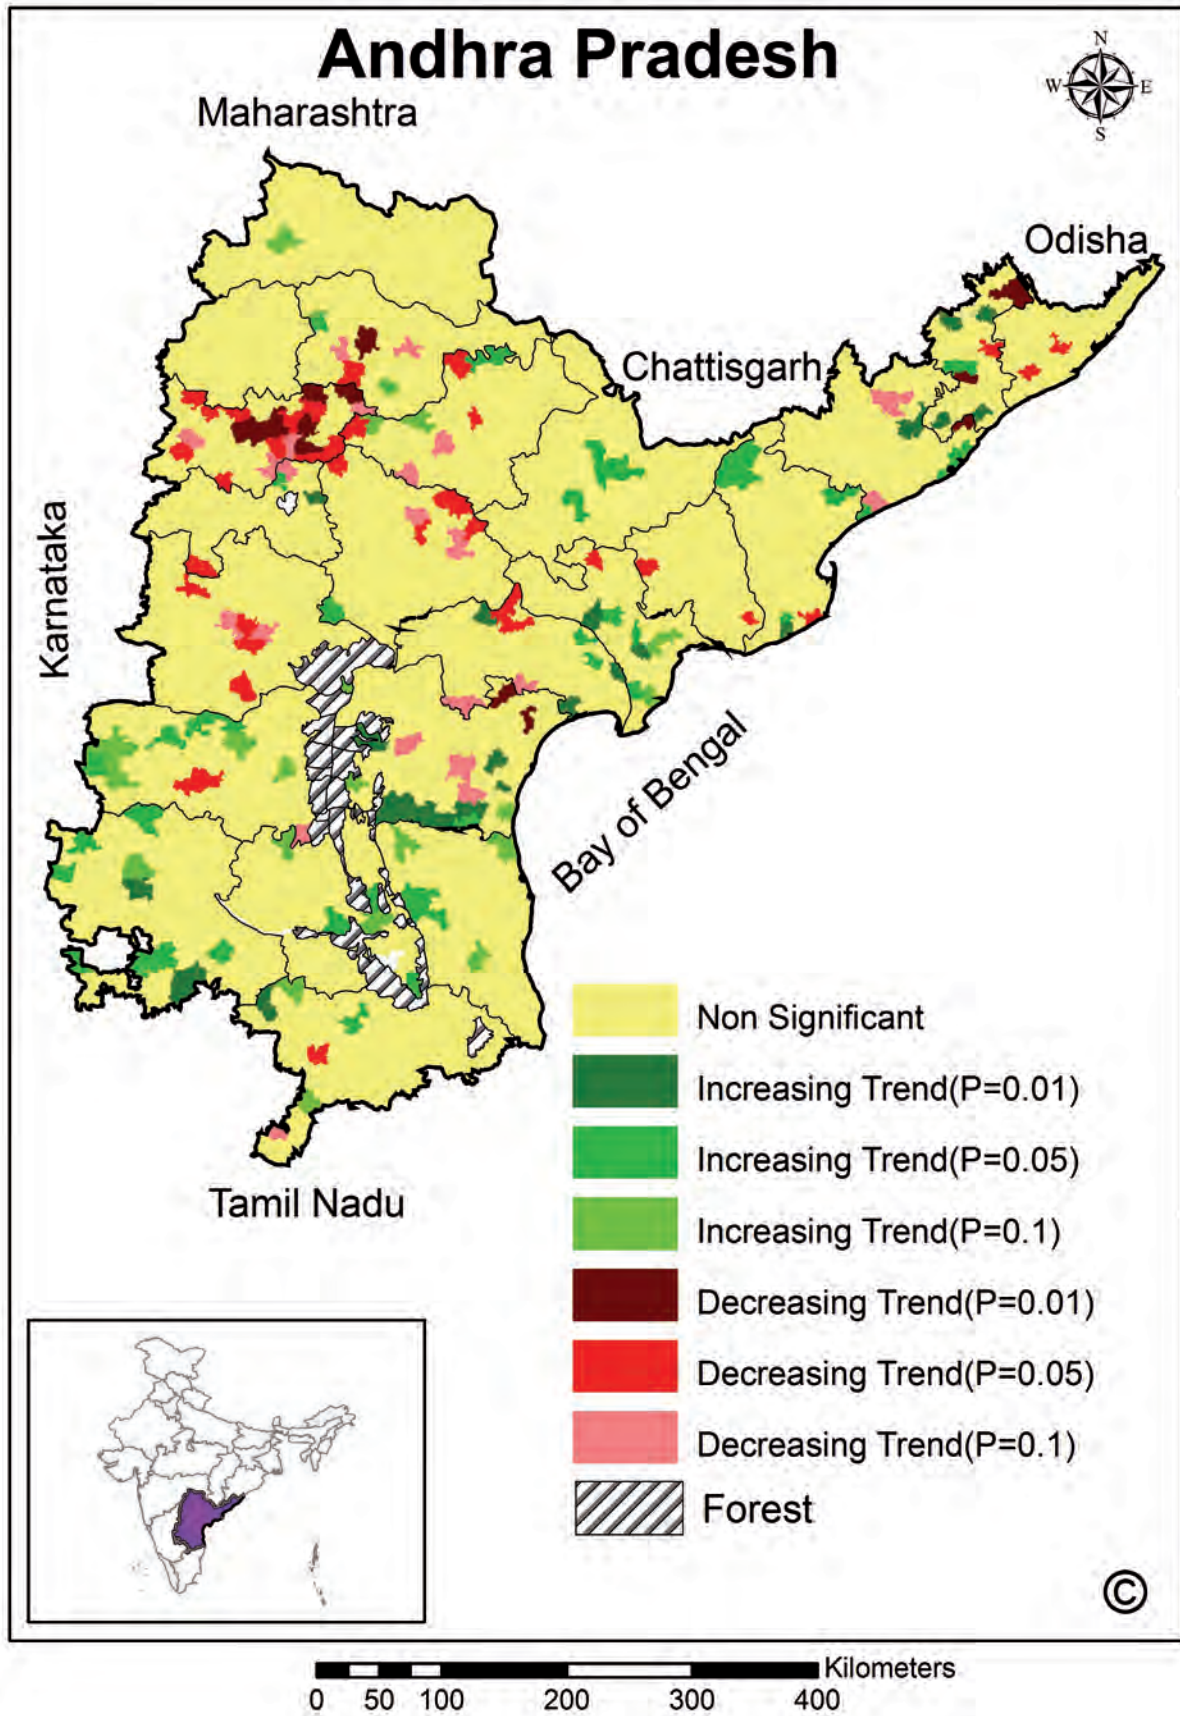 Andhra Pradesh
Maharashtra
N
W E
S
Odisha
Chattisgarh
Karnataka
Bay of Bengal
Tamil Nadu
Non Significant
Increasing Trend(P=0.01)
Increasing Trend(P=0.05)
Increasing Trend(P=0.1)
Decreasing Trend(P=0.01)
Decreasing Trend(P=0.05)
Decreasing Trend(P=0.1)
Forest
©
Kilometers
0 50 100 200 300 400